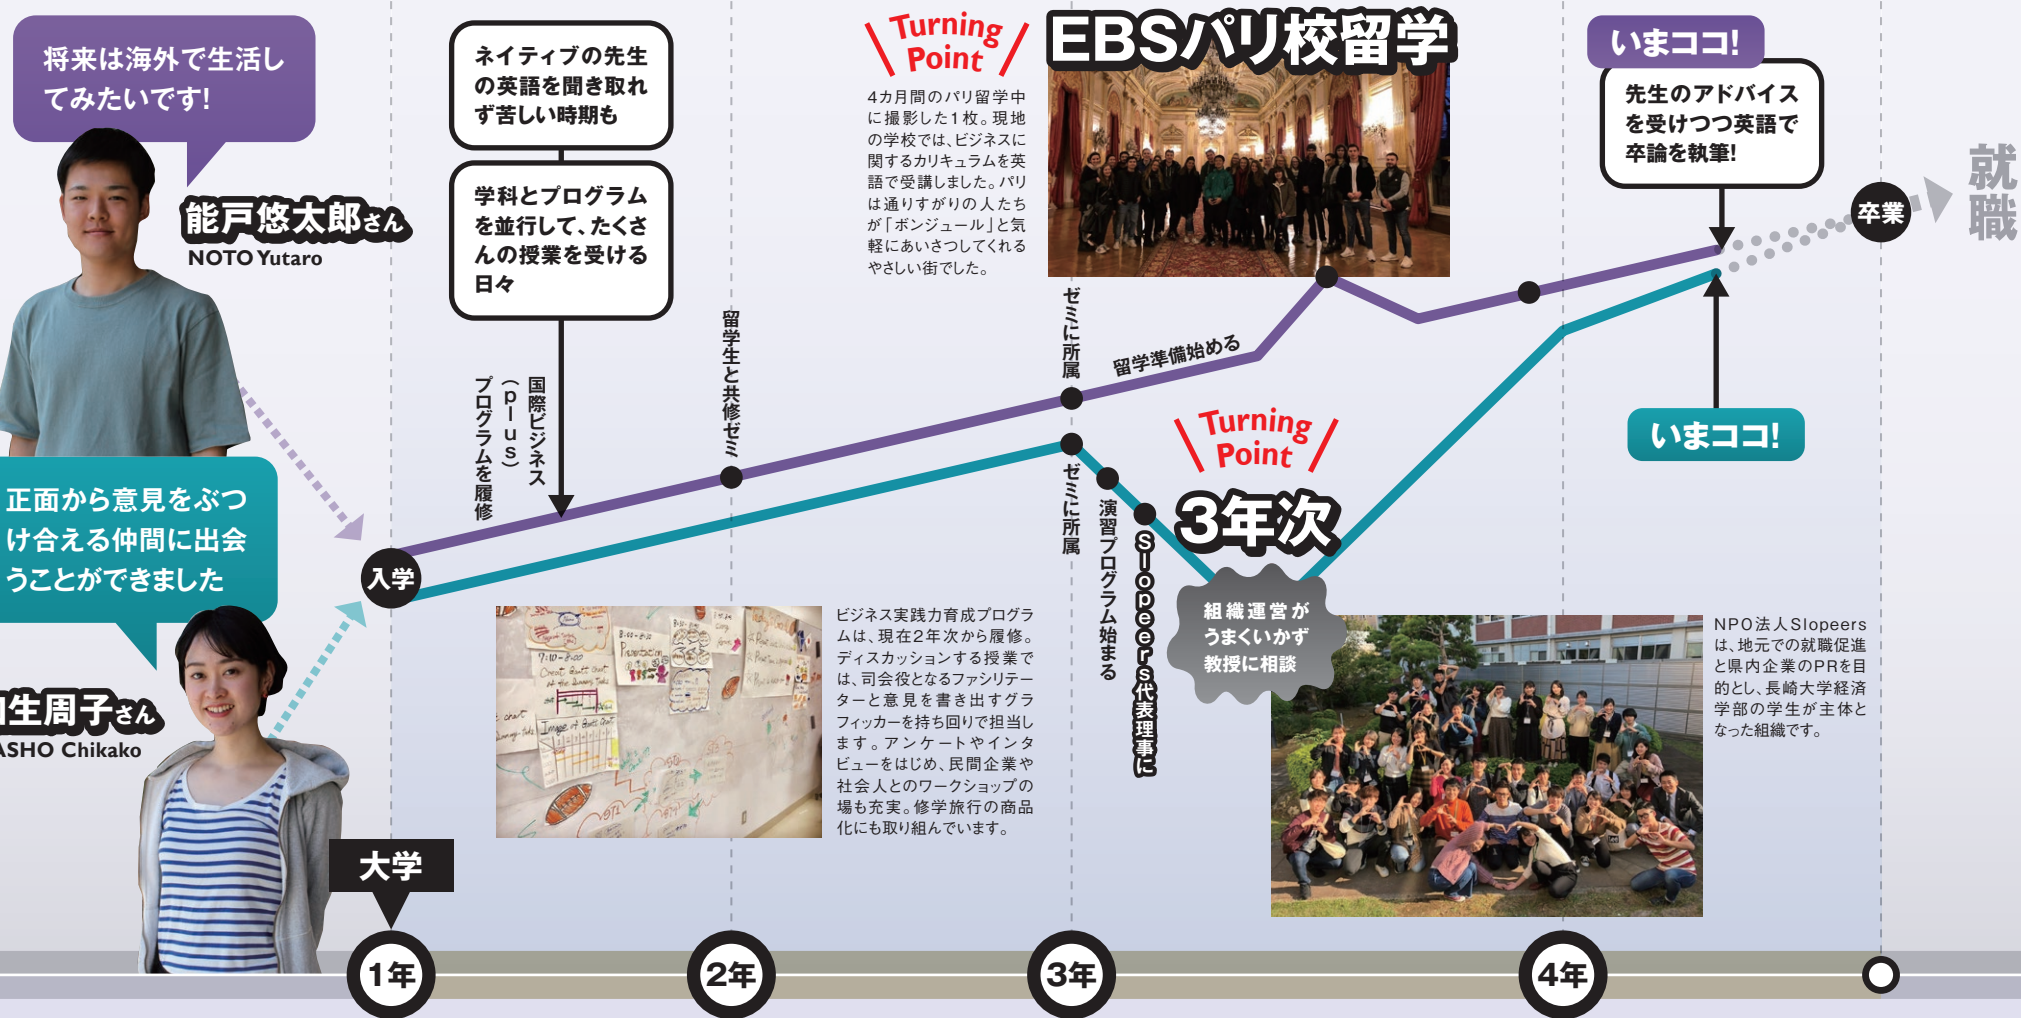 将来は海外で生活し
てみたいです!
能戸悠太郎さん
NOTO Yutaro
正面から意見をぶつ
け合える仲間に出会
うことができました
生周子さん
ASHO Chikako
入学
大学
ネイティブの先生
の英語を聞き取れ
ず苦しい時期も
学科とプログラム
を並行して、たくさ
んの授業を受ける
日々
国際ビジネス
(plus)
プログラムを履修
留学生と共修ゼミ
Turning
Point
EBSパリ校留学
4カ月間のパリ留学中
に撮影した1枚。現地
の学校では、ビジネスに
関するカリキュラムを英
語で受講しました。パリ
は通りすがりの人たち
が「ボンジュール」と気
軽にあいさつしてくれる
やさしい街でした。
ゼミに所属
留学準備始める
いまココ!
先生のアドバイス
を受けつつ英語で
卒論を執筆!
卒業
就職
いまココ!
ゼミに所属
演習プログラム始まる
Slopeers代表理事に
Turning
Point
3年次
組織運営が
うまくいかず
教授に相談
7:10-8:00
Presentation
ビジネス実践力育成プログラ
ムは、現在2年次から履修。
ディスカッションする授業で
は、司会役となるファシリテー
ターと意見を書き出すグラ
フィッカーを持ち回りで担当し
ます。アンケートやインタ
ビューをはじめ、民間企業や
社会人とのワークショップの
場も充実。修学旅行の商品
化にも取り組んでいます。
NPO法人Slopeers
は、地元での就職促進
と県内企業のPRを目
的とし、長崎大学経済
学部の学生が主体と
なった組織です。
1年
2年
3年
4年